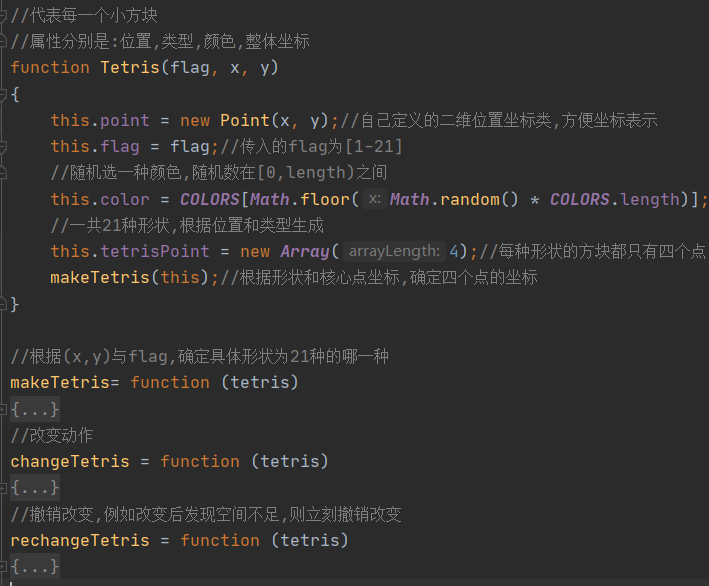 //代表每一个小方块
//属性分别是:位置,类型,颜色,整体坐标
function Tetris(flag, x, y)
{
this.point = new Point(x, y);//自己定义的二维位置坐标类,方便坐标表示
this.flag = flag;//传入的flag为[1-21]
//随机选一种颜色,随机数在[0,length)之间
this.color = COLORS[Math.floor( x: Math.random() * COLORS.length)];
//一共21种形状,根据位置和类型生成
this.tetrisPoint = new Array( arrayLength: 4);//每种形状的方块都只有四个点
makeTetris(this);//根据形状和核心点坐标,确定四个点的坐标
}
//根据(x,y)与flag,确定具体形状为21种的哪一种
makeTetris= function (tetris)
{...}
//改变动作
changeTetris = function (tetris)
{...}
//撤销改变,例如改变后发现空间不足,则立刻撤销改变
rechangeTetris = function (tetris)
{...}